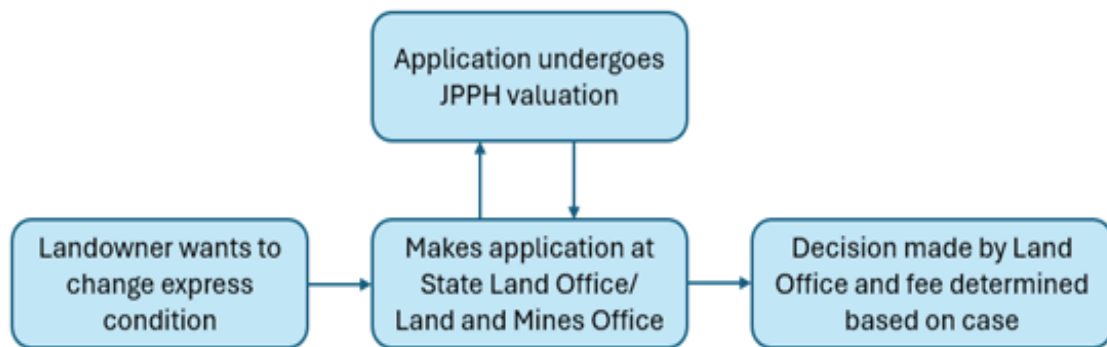 Application undergoes
JPPH valuation
Landowner wants to
change express
condition
Makes application at
State Land Office/
Land and Mines Office
Decision made by Land
Office and fee determined
based on case